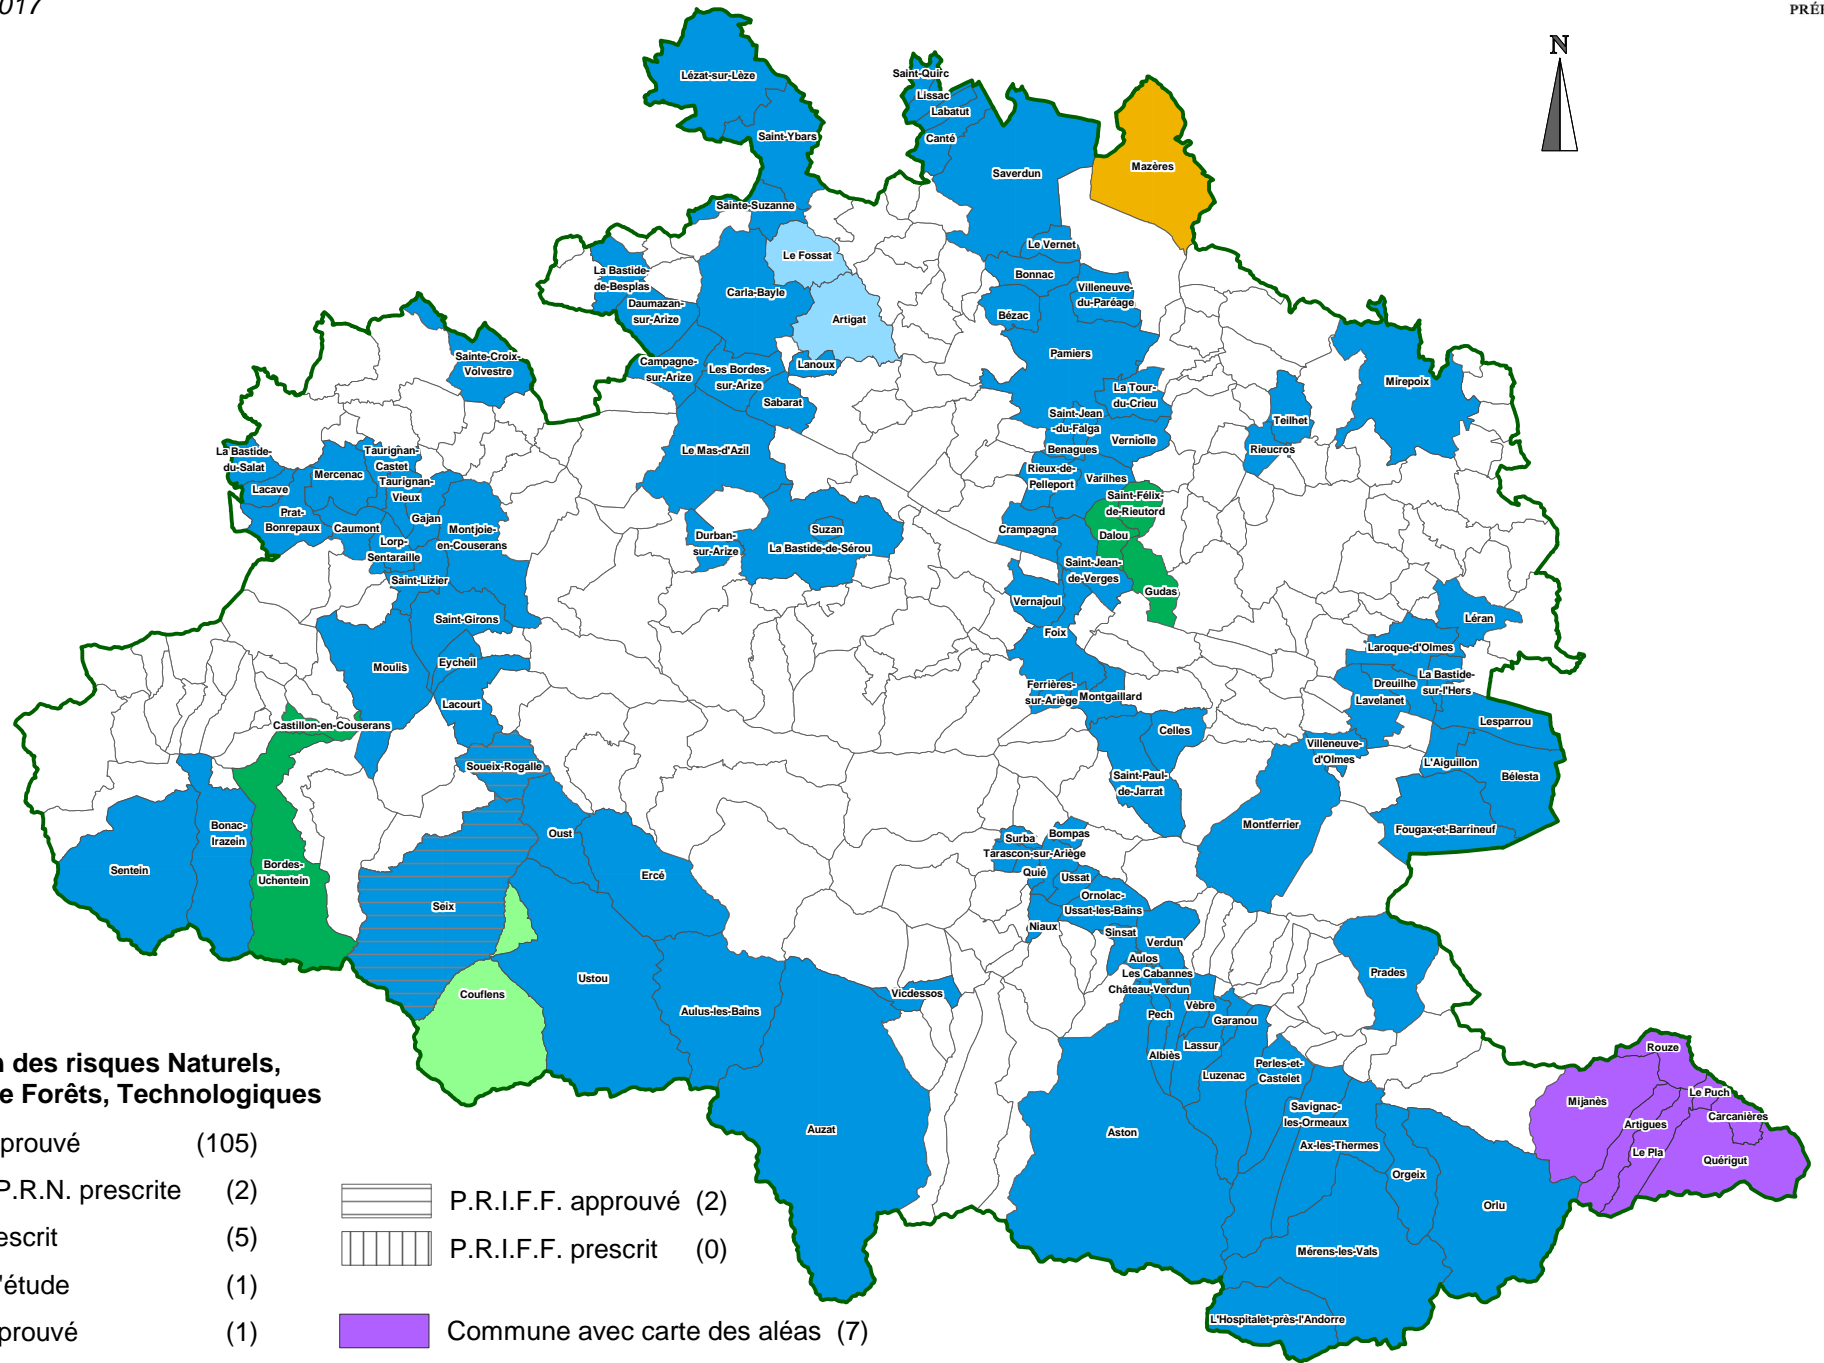 017
PRÉ
N
Lézat-sur-Lèze
Saint-Ybars
Sainte-Suzanne
Saint-Quirc
Lissac
Labatut
Canté
Saverdun
Mazères
Le Fossat
Le Vernet
La Bastide-
de-Besplas
Carla-Bayle
Bonnac
Villeneuve-
du-Paréage
Daumazan-
sur-Arize
Artigat
Bézac
Pamiers
Sainte-Croix-
Volvestre
Campagne-
sur-Arize
Les Bordes-
sur-Arize
Lanoux
Sabarat
La Tour-
du-Crieu
Mirepoix
Saint-Jean
-du-Falga
Teilhet
Verniolle
Benagues
Rieucros
Le Mas-d'Azil
La Bastide-
du-Salat
Taurignan-
Castet
Mercenac
Taurignan-
Vieux
Lacave
Rieux-de-
Pelleport
Varilhes
Saint-Félix-
de-Rieutord
Prat-
Bonrepaux
Caumont
Gajan
Montjoie-
en-Couserans
Lorp-
Sentaraille
Saint-Lizier
Durban-
sur-Arize
Suzan
La Bastide-de-Sérou
Crampagna
Dalou
Saint-Jean-
de-Verges
Gudas
Vernajoul
Saint-Girons
Foix
Léran
Laroque-d'Olmes
Moulis
Eycheil
Lacourt
Ferrières-
sur-Ariège
Montgaillard
Dreuilhe
La Bastide-
sur-l'Hers
Lavelanet
Lesparrou
Castillon-en-Couserans
Celles
Villeneuve-
d'Olmes
L'Aiguillon
Bélesta
Soueix-Rogalle
Saint-Paul-
de-Jarrat
Montferrier
Fougax-et-Barrineuf
Bonac-
Irazein
Oust
Surba
Bompas
Tarascon-sur-Ariège
Sentein
Bordes-
Uchentein
Ercé
Quié
Ussat
Ornolac-
Ussat-les-Bains
Seix
Niaux
Sinsat
Verdun
Aulos
Les Cabannes
Prades
Couflens
Ustou
Château-Verdun
Vicdessos
Aulus-les-Bains
Vèbre
Pech
Garanou
Albiès
Lassur
Luzenac
Perles-et-
Castelet
Rouze
Le Puch
Mijanès
Carcanières
Artigues
Le Pla
Quérigut
Savignac-
les-Ormeaux
Ax-les-Thermes
Auzat
Aston
Orgeix
Orlu
Mérens-les-Vals
L'Hospitalet-près-l'Andorre
n des risques Naturels,
e Forêts, Technologiques
prouvé (105)
P.R.N. prescrite (2)
escrit (5)
'étude (1)
prouvé (1)
P.R.I.F.F. approuvé (2)
P.R.I.F.F. prescrit (0)
Commune avec carte des aléas (7)